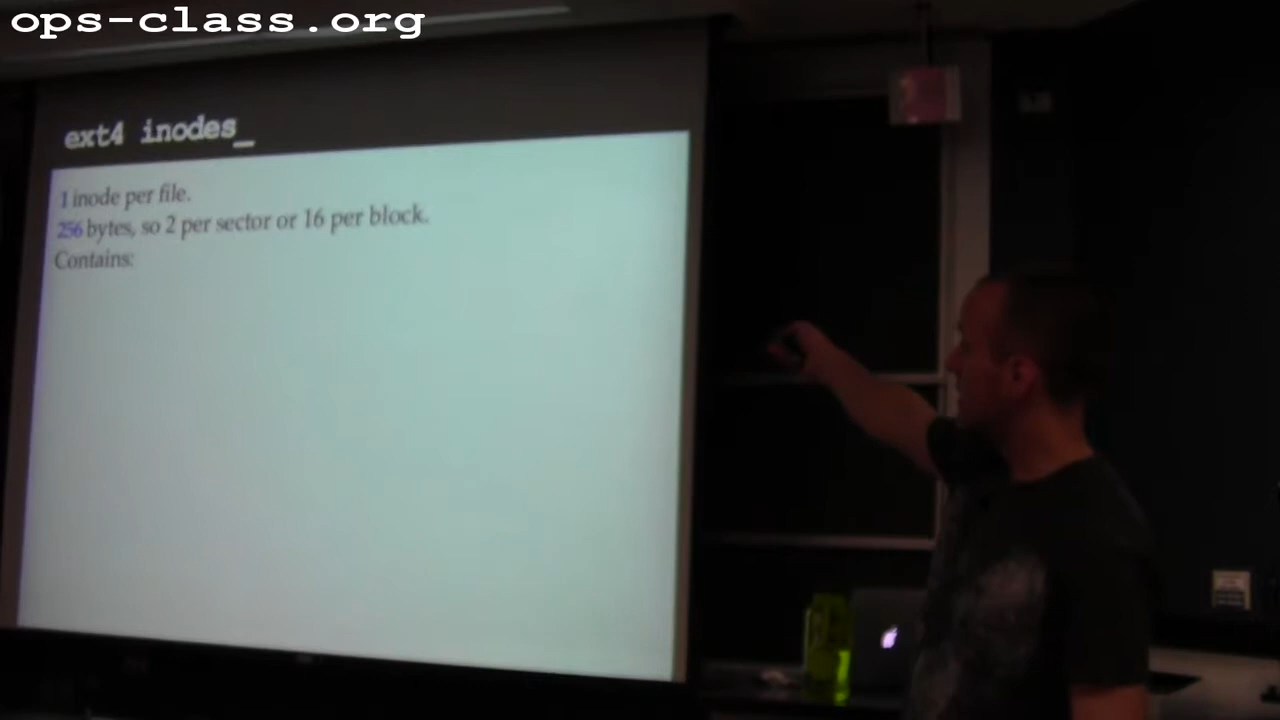 ops-class.org
ext4 inodes_
1 inode per file.
256 bytes, so 2 per sector or 16 per block.
Contains: